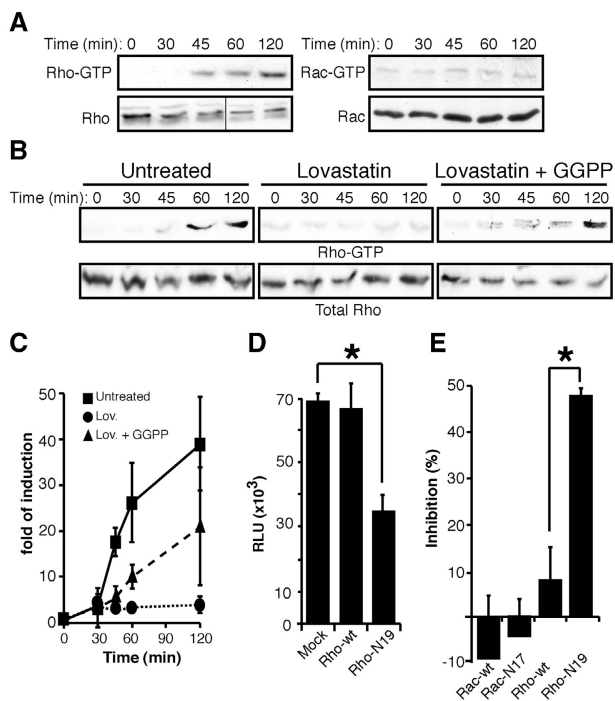 A
Time (min): 0 30 45 60 120
Time (min): 0 30 45 60 120
Rho-GTP
Rac-GTP
Rho
Rac
B
Untreated
Lovastatin
Lovastatin + GGPP
Time (min): 0 30 45 60 120 0 30 45 60 120 0 30 45 60 120
Rho-GTP
Total Rho
C
fold of induction
50
40
30
20
10
0
Untreated
Lov.
Lov. + GGPP
0 30 60 90 120
Time (min)
D
*
RLU (x10³)
70
50
30
10
0
Mock
Rho-wt
Rho-N19
E
*
Inhibition (%)
50
40
30
20
10
-10
Rac-wt
Rac-N17
Rho-wt
Rho-N19